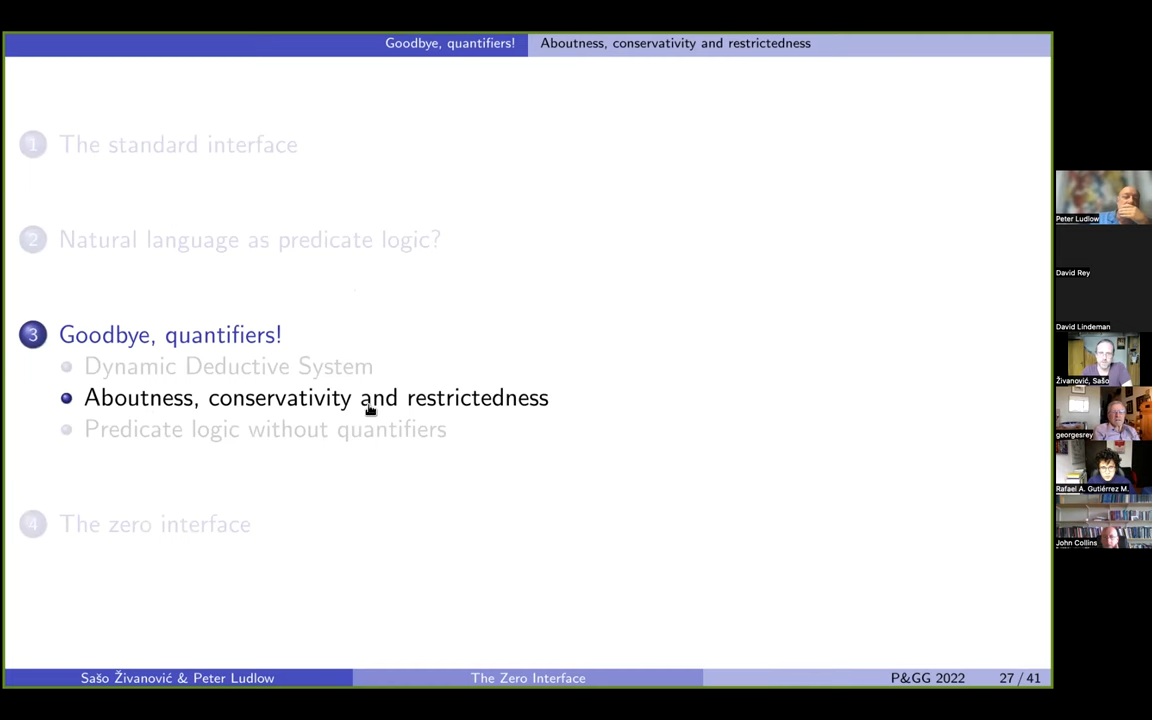 Goodbye, quantifiers! Aboutness, conservativity and restrictedness
1 The standard interface
2 Natural language as predicate logic?
3 Goodbye, quantifiers!
Dynamic Deductive System
Aboutness, conservativity and restrictedness
Predicate logic without quantifiers
4 The zero interface
Sašo Živanović & Peter Ludlow The Zero Interface P&GG 2022 27 / 41
Peter Ludlow
David Rey
David Lindeman
Živanović, Sašo
georgesrey
Rafael A. Gutiérrez M.
John Collins